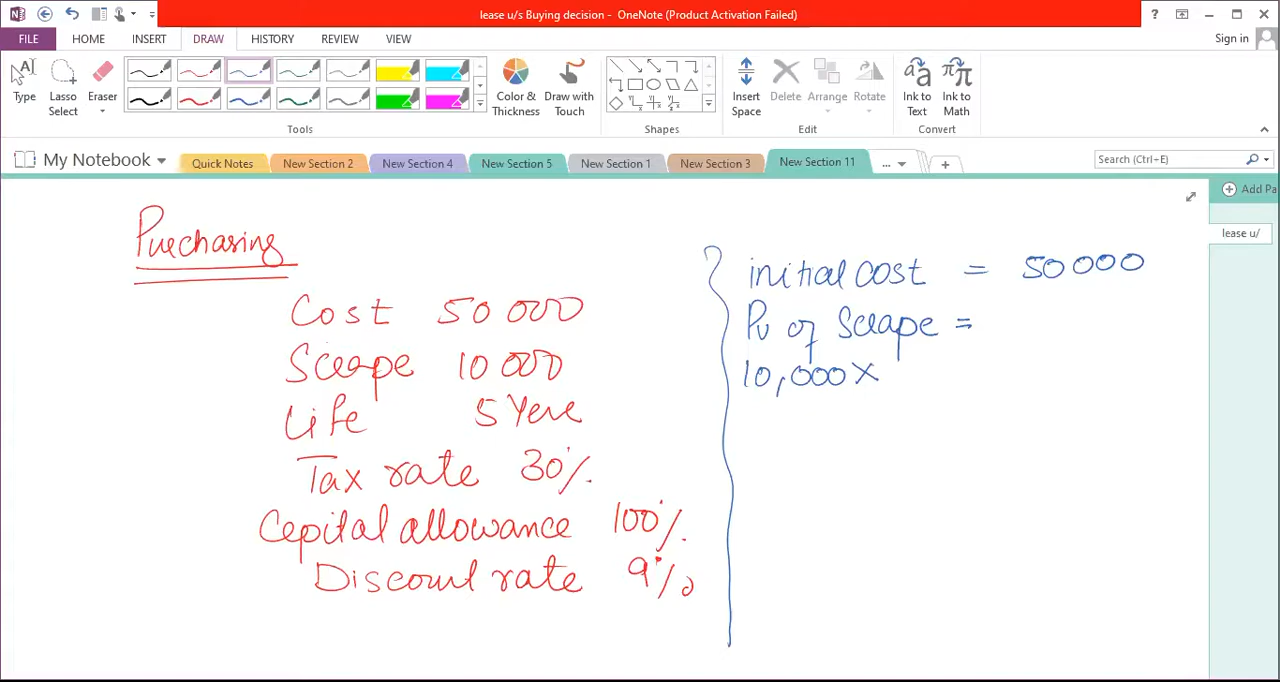 lease u/s Buying decision - OneNote (Product Activation Failed)
?
FILE HOME INSERT DRAW HISTORY REVIEW VIEW
Sign in
Type
Lasso Select
Eraser
Color & Thickness
Draw with Touch
Insert Space
Delete
Arrange
Rotate
Ink to Text
Ink to Math
Tools
Shapes
Edit
Convert
My Notebook
Quick Notes
New Section 2
New Section 4
New Section 5
New Section 1
New Section 3
New Section 11
...
Search (Ctrl+E)
Add Pa
lease u/
Purchasing
Cost 50 000
Scrape 10 000
Life 5 Yere
Tax rate 30%
Cepital allowance 100%
Discount rate 9%
initial cost = 50 000
Pv of Scrape =
10,000 X